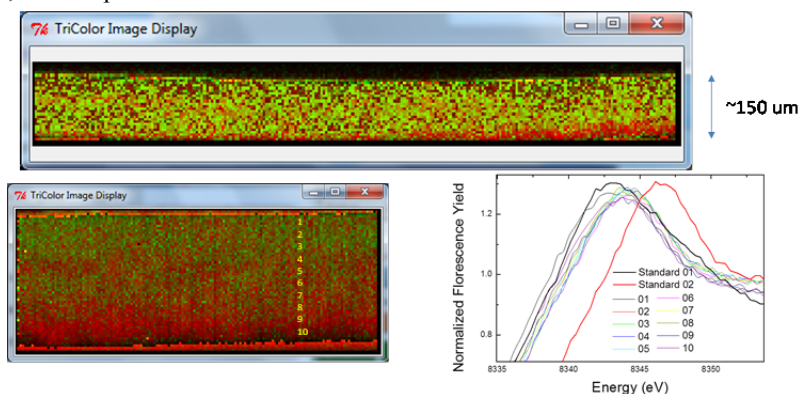 7% TriColor Image Display
~150 um
7% TriColor Image Display
1
2
3
4
5
6
7
8
9
10
Normalized Florescence Yield
1.2
1.0
0.8
Standard 01
Standard 02
01 06
02 07
03 08
04 09
05 10
8335 8340 8345 8350
Energy (eV)